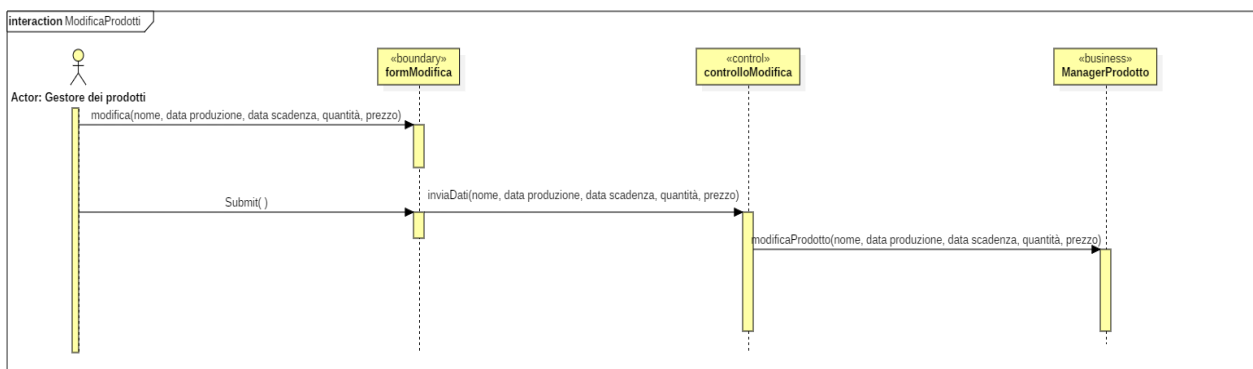 interaction ModificaProdotti
«boundary»
formModifica
«control»
controlloModifica
«business»
ManagerProdotto
Actor: Gestore dei prodotti
modifica(nome, data produzione, data scadenza, quantità, prezzo)
Submit( )
inviaDati(nome, data produzione, data scadenza, quantità, prezzo)
modificaProdotto(nome, data produzione, data scadenza, quantità, prezzo)